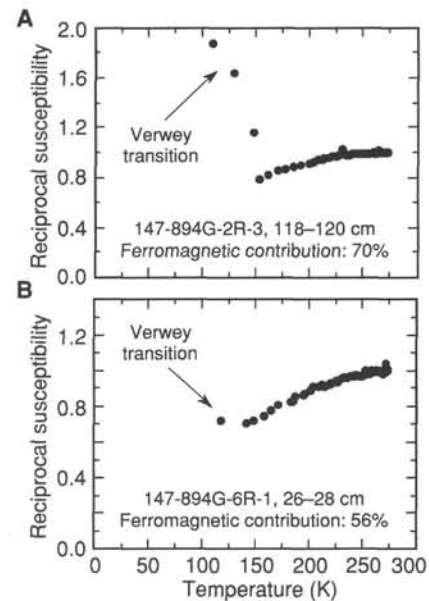 A
2.0
1.6
1.2
0.8
0.4
0.0
Reciprocal susceptibility
Verwey
transition
147-894G-2R-3, 118–120 cm
Ferromagnetic contribution: 70%
B
1.2
0.8
0.4
0.0
Reciprocal susceptibility
Verwey
transition
147-894G-6R-1, 26–28 cm
Ferromagnetic contribution: 56%
0 50 100 150 200 250 300
Temperature (K)